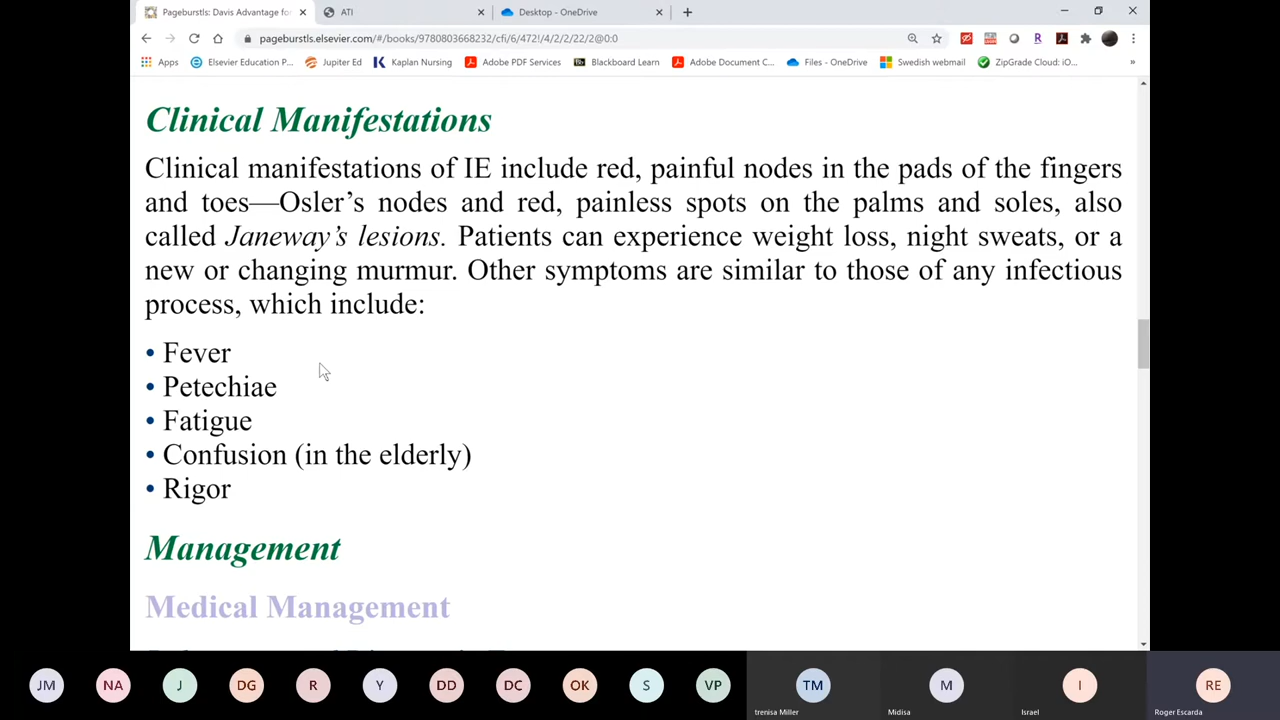 Pageburstls: Davis Advantage fo
ATI
Desktop - OneDrive
pageburstls.elsevier.com/#/books/9780803668232/cfi/6/472!/4/2/2/22/2@0:0
Apps
Elsevier Education P...
Jupiter Ed
Kaplan Nursing
Adobe PDF Services
Bb Blackboard Learn
Adobe Document C...
Files - OneDrive
Swedish webmail
ZipGrade Cloud: iO...
»
Clinical Manifestations
Clinical manifestations of IE include red, painful nodes in the pads of the fingers
and toes—Osler’s nodes and red, painless spots on the palms and soles, also
called Janeway’s lesions. Patients can experience weight loss, night sweats, or a
new or changing murmur. Other symptoms are similar to those of any infectious
process, which include:
• Fever
• Petechiae
• Fatigue
• Confusion (in the elderly)
• Rigor
Management
Medical Management
JM
NA
J
DG
R
Y
DD
DC
OK
S
VP
TM
trenisa Miller
M
Midisa
I
Israel
RE
Roger Escarda